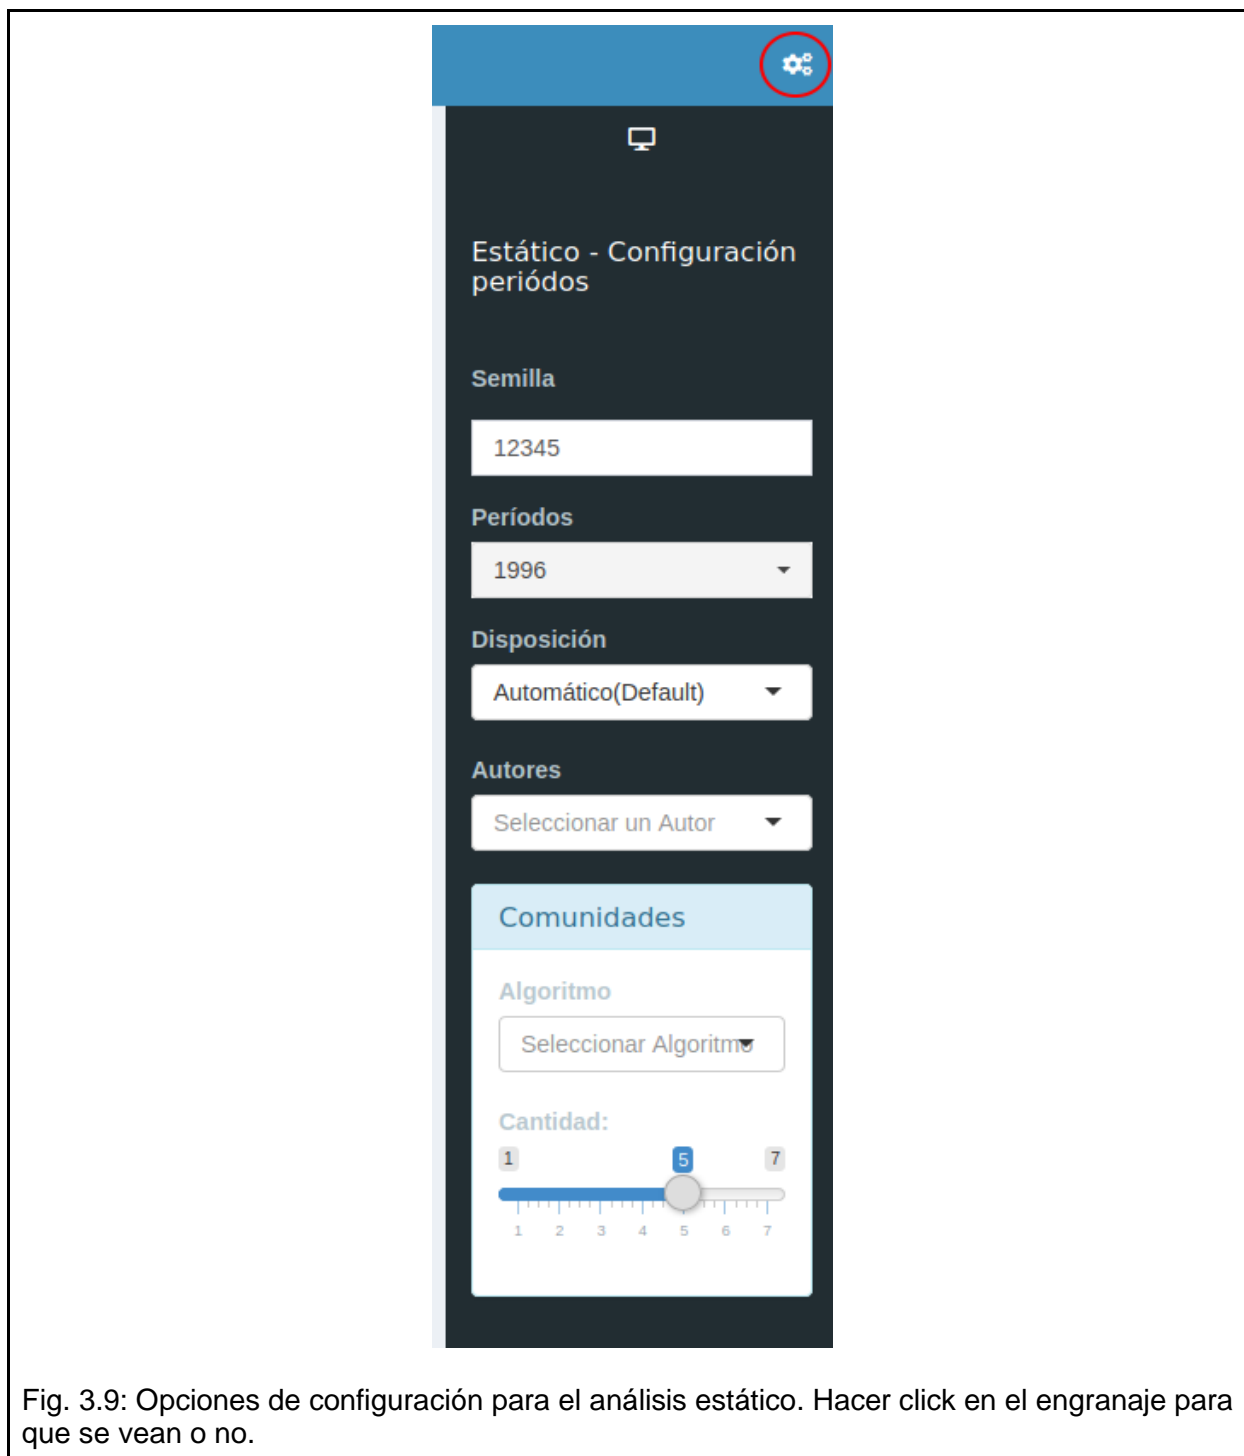 Estático - Configuración
periódos
Semilla
12345
Períodos
1996
Disposición
Automático(Default)
Autores
Seleccionar un Autor
Comunidades
Algoritmo
Seleccionar Algoritmo
Cantidad:
1 5 7
1 2 3 4 5 6 7
Fig. 3.9: Opciones de configuración para el análisis estático. Hacer click en el engranaje para
que se vean o no.